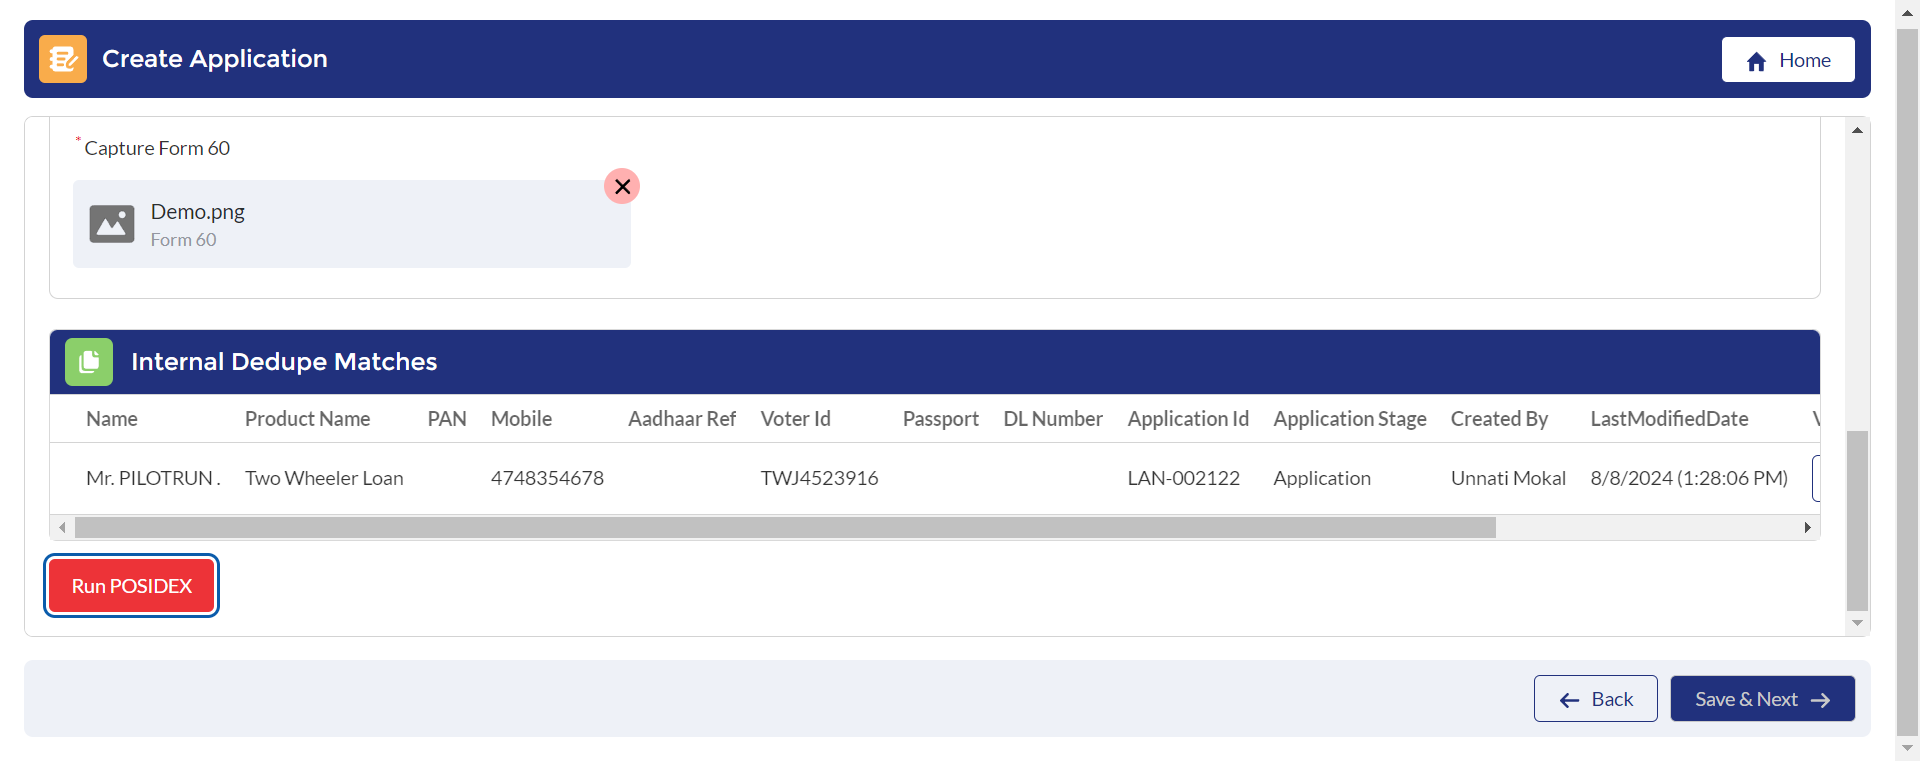 Create Application
Home
* Capture Form 60
Demo.png
Form 60
Internal Dedupe Matches
Name Product Name PAN Mobile Aadhaar Ref Voter Id Passport DL Number Application Id Application Stage Created By LastModifiedDate
Mr. PILOTRUN . Two Wheeler Loan 4748354678 TWJ4523916 LAN-002122 Application Unnati Mokal 8/8/2024 (1:28:06 PM)
Run POSIDEX
Back Save & Next